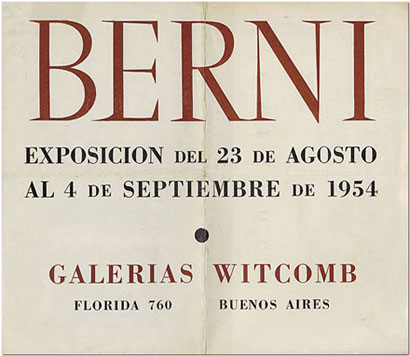 BERNI
EXPOSICION DEL 23 DE AGOSTO
AL 4 DE SEPTIEMBRE DE 1954
GALERIAS WITCOMB
FLORIDA 760 BUENOS AIRES